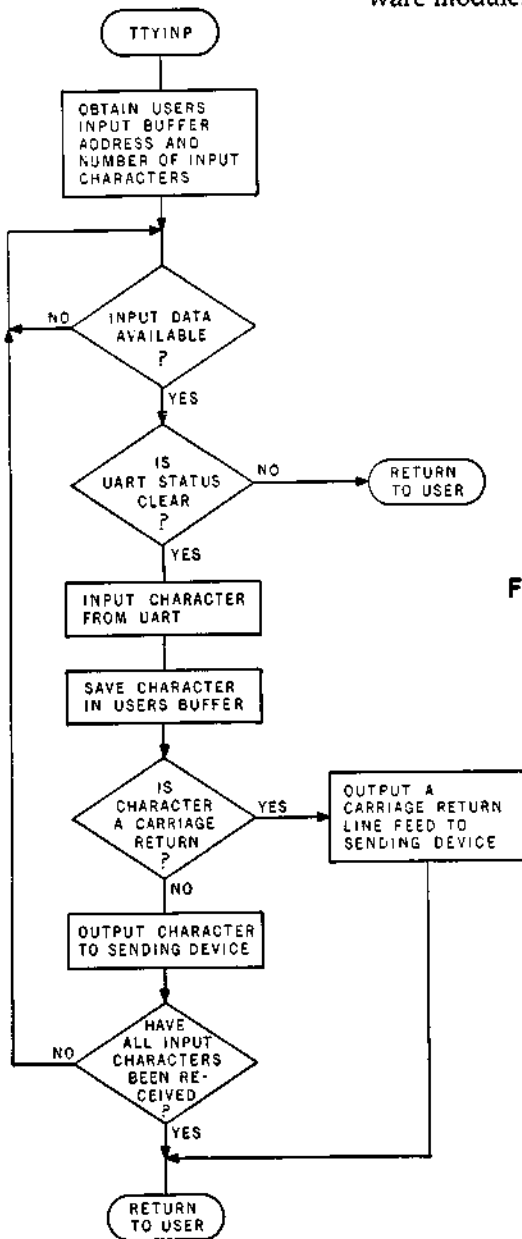 ware module
TTYINP
OBTAIN USERS
INPUT BUFFER
ADDRESS AND
NUMBER OF INPUT
CHARACTERS
NO
INPUT DATA
AVAILABLE
?
YES
IS
UART STATUS
CLEAR
?
NO
RETURN
TO USER
YES
INPUT CHARACTER
FROM UART
F
SAVE CHARACTER
IN USERS BUFFER
IS
CHARACTER
A CARRIAGE
RETURN
?
YES
OUTPUT A
CARRIAGE RETURN
LINE FEED TO
SENDING DEVICE
NO
OUTPUT CHARACTER
TO SENDING DEVICE
NO
HAVE
ALL INPUT
CHARACTERS
BEEN RE-
CEIVED
?
YES
RETURN
TO USER